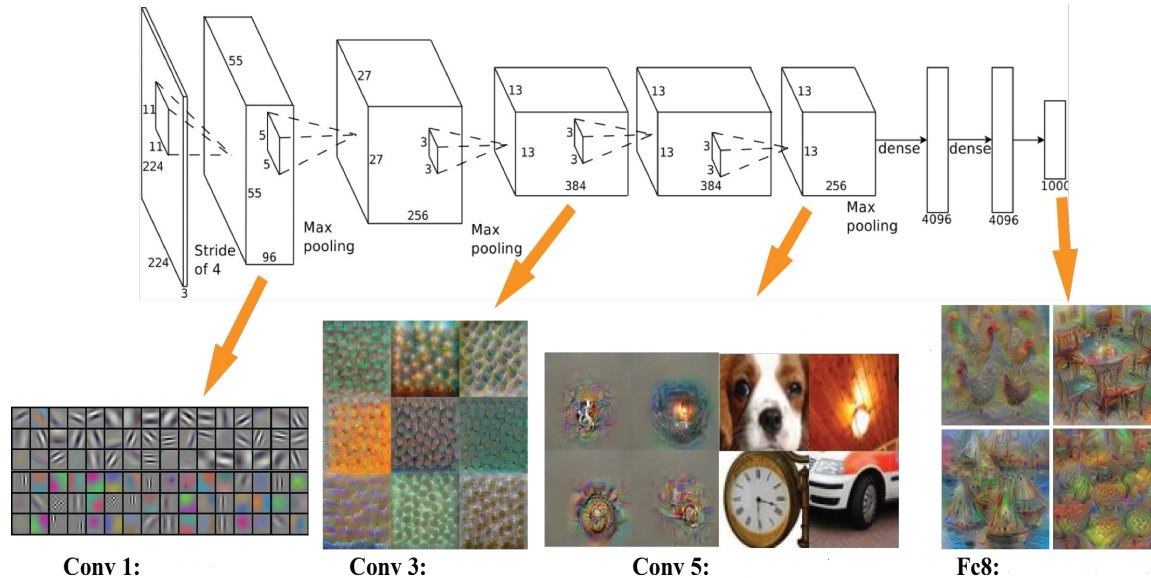 55
27
13
13
13
11
11
224
5
5
55
27
3
3
13
3
3
13
3
3
13
dense
dense
384
384
256
1000
224
Stride
of 4
96
Max
pooling
256
Max
pooling
Max
pooling
4096
4096
3
Conv 1:
Conv 3:
Conv 5:
Fc8: